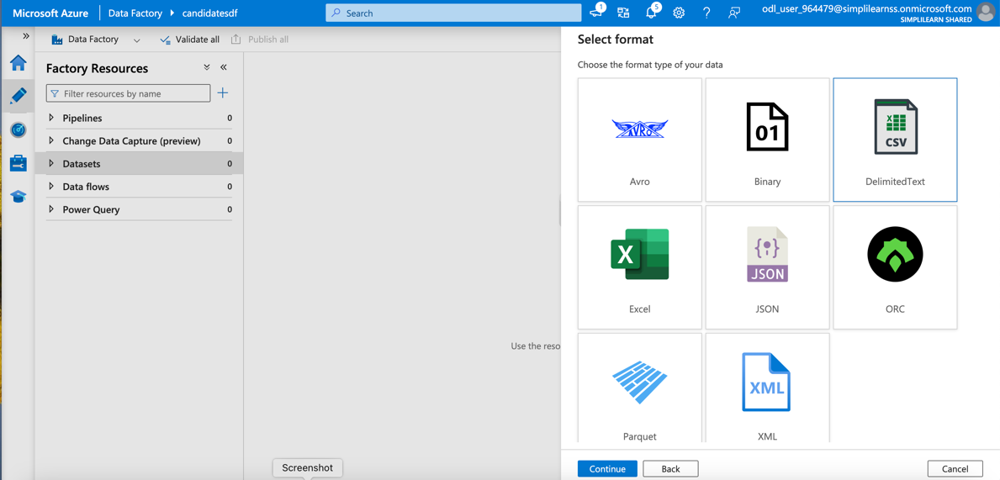 Microsoft Azure
Data Factory
candidatesdf
Search
1
5
odl_user_964479@simplilearnss.onmicrosoft.com
SIMPLILEARN SHARED
Data Factory
Validate all
Publish all
Factory Resources
Filter resources by name
Pipelines 0
Change Data Capture (preview) 0
Datasets 0
Data flows 0
Power Query 0
Use the reso
Screenshot
Select format
Choose the format type of your data
AVRO
Avro
01
Binary
CSV
DelimitedText
X
Excel
JSON
JSON
ORC
Parquet
XML
XML
Continue
Back
Cancel